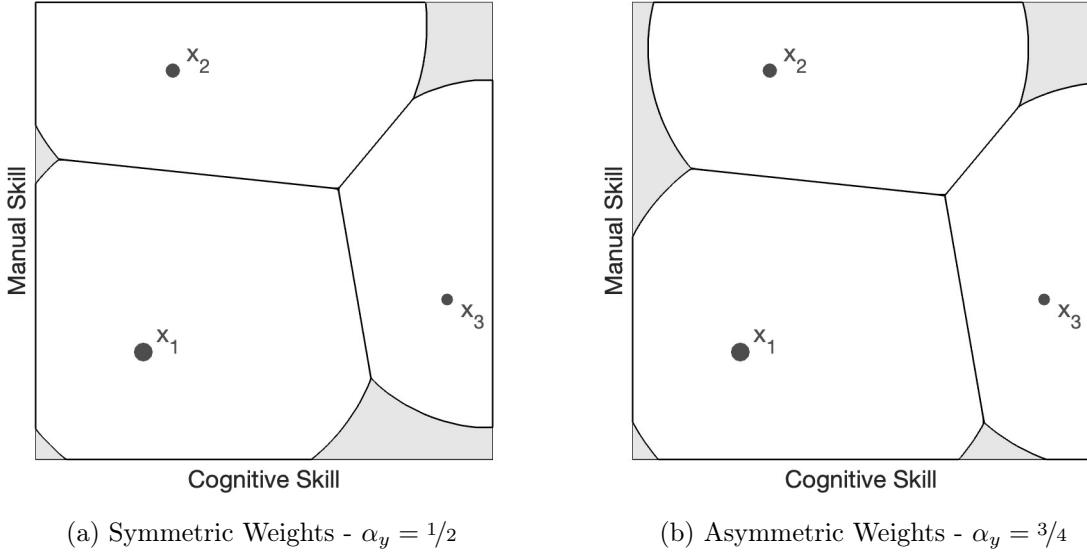 x2
x1
x3
Manual Skill
Cognitive Skill
(a) Symmetric Weights - αy = 1/2
x2
x1
x3
Manual Skill
Cognitive Skill
(b) Asymmetric Weights - αy = 3/4